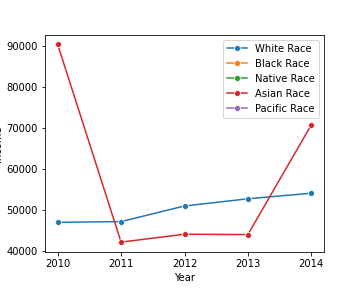 90000
80000
70000
60000
50000
40000
2010 2011 2012 2013 2014
Year
White Race
Black Race
Native Race
Asian Race
Pacific Race